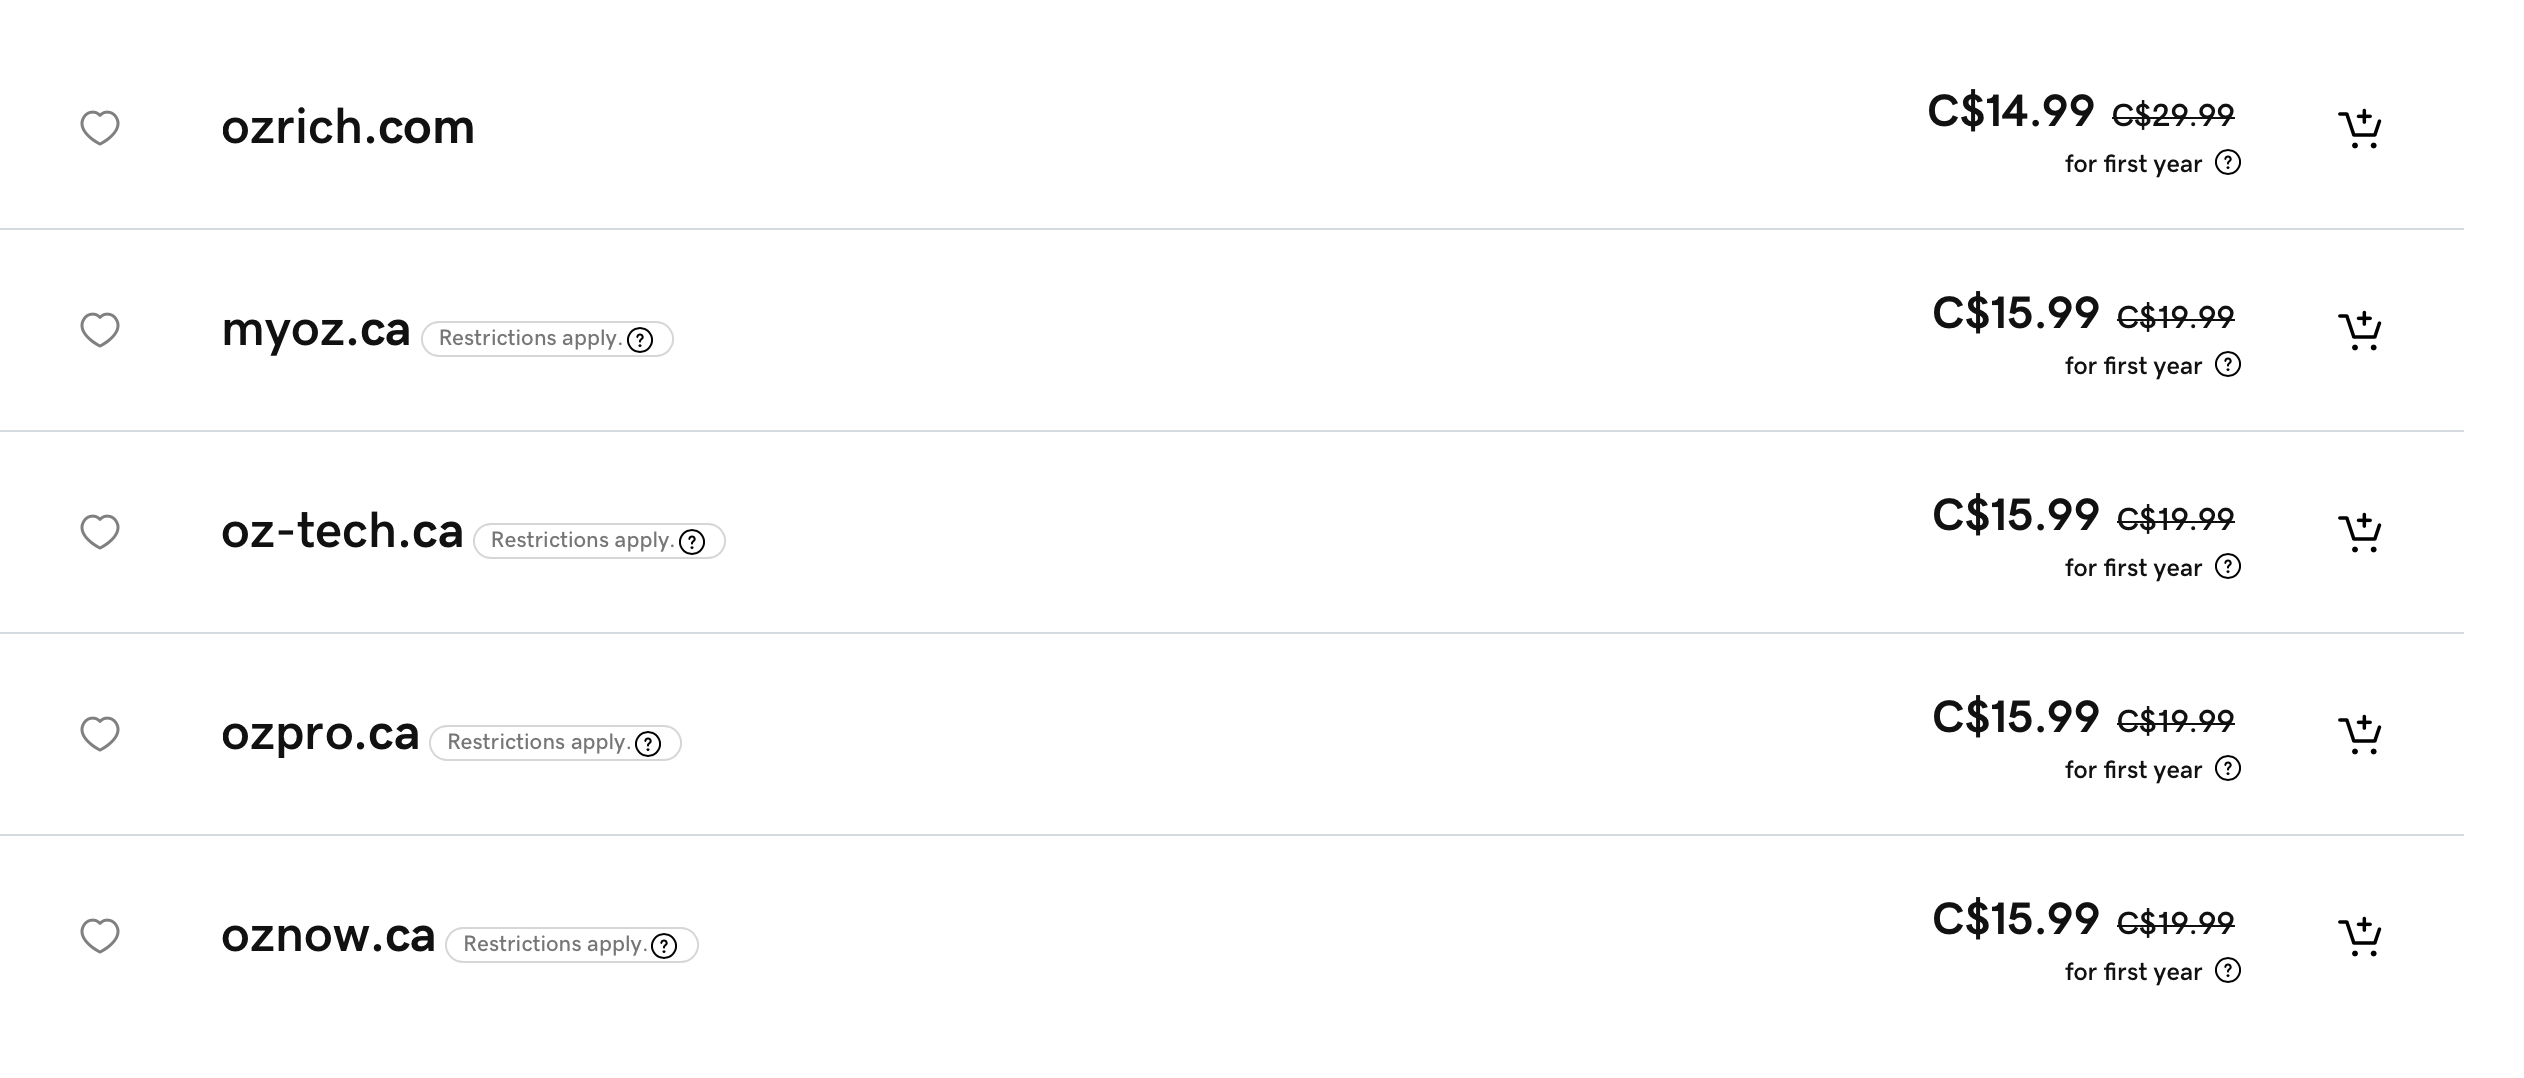 ozrich.com
C$14.99 C$29.99
for first year ?
myoz.ca Restrictions apply. ?
C$15.99 C$19.99
for first year ?
oz-tech.ca Restrictions apply. ?
C$15.99 C$19.99
for first year ?
ozpro.ca Restrictions apply. ?
C$15.99 C$19.99
for first year ?
oznow.ca Restrictions apply. ?
C$15.99 C$19.99
for first year ?